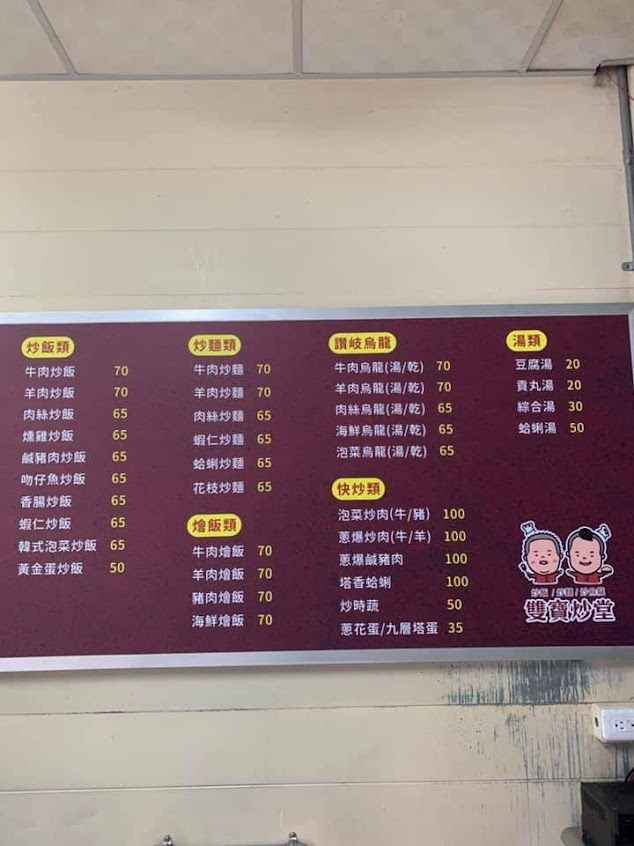 炒飯類
牛肉炒飯 70
羊肉炒飯 70
肉絲炒飯 65
燻雞炒飯 65
鹹豬肉炒飯 65
吻仔魚炒飯 65
香腸炒飯 65
蝦仁炒飯 65
韓式泡菜炒飯 65
黃金蛋炒飯 50
炒麵類
牛肉炒麵 70
羊肉炒麵 70
肉絲炒麵 65
蝦仁炒麵 65
蛤蜊炒麵 65
花枝炒麵 65
燴飯類
牛肉燴飯 70
羊肉燴飯 70
豬肉燴飯 70
海鮮燴飯 70
讚岐烏龍
牛肉烏龍(湯/乾) 70
羊肉烏龍(湯/乾) 70
肉絲烏龍(湯/乾) 65
海鮮烏龍(湯/乾) 65
泡菜烏龍(湯/乾) 65
快炒類
泡菜炒肉(牛/豬) 100
蔥爆炒肉(牛/羊) 100
蔥爆鹹豬肉 100
塔香蛤蜊 100
炒時蔬 50
蔥花蛋/九層塔蛋 35
湯類
豆腐湯 20
貢丸湯 20
綜合湯 30
蛤蜊湯 50
炒飯 / 炒麵 / 炒烏龍
雙寶炒堂